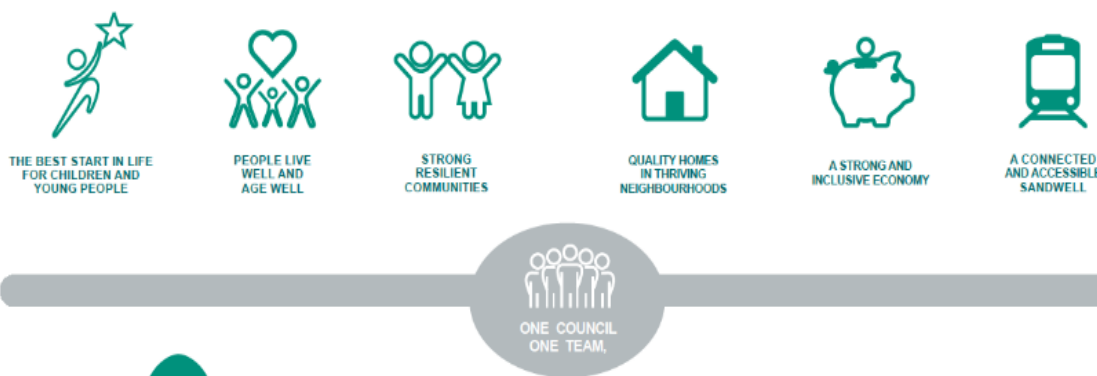 THE BEST START IN LIFE
FOR CHILDREN AND
YOUNG PEOPLE
PEOPLE LIVE
WELL AND
AGE WELL
STRONG
RESILIENT
COMMUNITIES
QUALITY HOMES
IN THRIVING
NEIGHBOURHOODS
A STRONG AND
INCLUSIVE ECONOMY
A CONNECTED
AND ACCESSIBLE
SANDWELL
ONE COUNCIL
ONE TEAM,